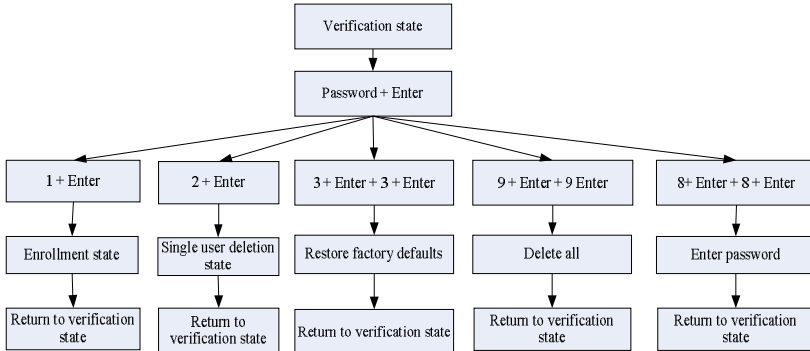 Verification state
Password + Enter
1 + Enter
2 + Enter
3 + Enter + 3 + Enter
9 + Enter + 9 Enter
8+ Enter + 8 + Enter
Enrollment state
Single user deletion
state
Restore factory defaults
Delete all
Enter password
Return to verification
state
Return to
verification state
Return to verification state
Return to verification
state
Return to verification
state